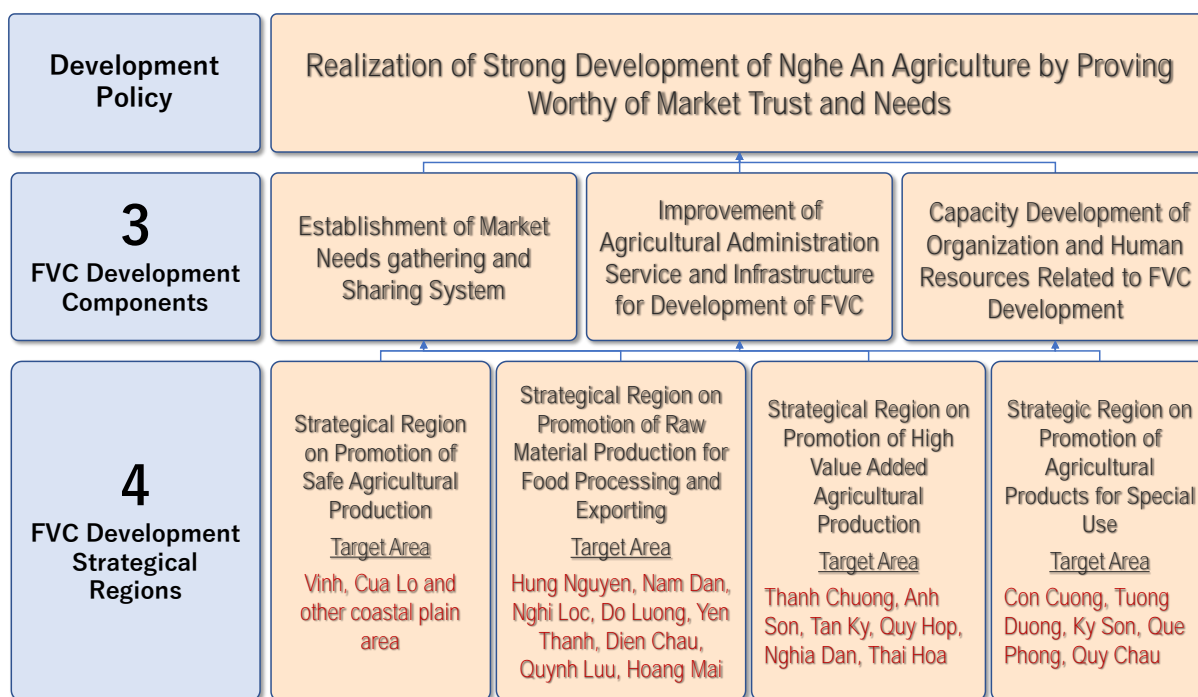 Development
Policy
Realization of Strong Development of Nghe An Agriculture by Proving
Worthy of Market Trust and Needs
3
FVC Development
Components
Establishment of Market
Needs gathering and
Sharing System
Improvement of
Agricultural Administration
Service and Infrastructure
for Development of FVC
Capacity Development of
Organization and Human
Resources Related to FVC
Development
4
FVC Development
Strategical
Regions
Strategical Region
on Promotion of
Safe Agricultural
Production
Target Area
Vinh, Cua Lo and
other coastal plain
area
Strategical Region on
Promotion of Raw
Material Production for
Food Processing and
Exporting
Target Area
Hung Nguyen, Nam Dan,
Nghi Loc, Do Luong, Yen
Thanh, Dien Chau,
Quynh Luu, Hoang Mai
Strategical Region on
Promotion of High
Value Added
Agricultural
Production
Target Area
Thanh Chuong, Anh
Son, Tan Ky, Quy Hop,
Nghia Dan, Thai Hoa
Strategic Region on
Promotion of
Agricultural
Products for Special
Use
Target Area
Con Cuong, Tuong
Duong, Ky Son, Que
Phong, Quy Chau